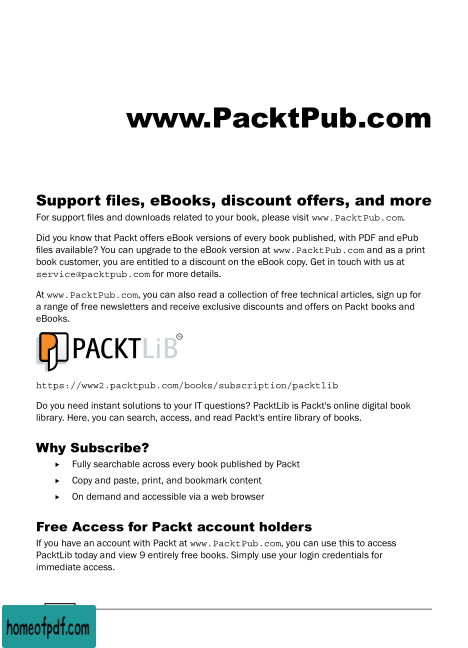 www.PacktPub.com
Support files, eBooks, discount offers, and more
For support files and downloads related to your book, please visit www.PacktPub.com.
Did you know that Packt offers eBook versions of every book published, with PDF and ePub
files available? You can upgrade to the eBook version at www.PacktPub.com and as a print
book customer, you are entitled to a discount on the eBook copy. Get in touch with us at
service@packtpub.com for more details.
At www.PacktPub.com, you can also read a collection of free technical articles, sign up for
a range of free newsletters and receive exclusive discounts and offers on Packt books and
eBooks.
PACKTLiB
https://www2.packtpub.com/books/subscription/packtlib
Do you need instant solutions to your IT questions? PacktLib is Packt's online digital book
library. Here, you can search, access, and read Packt's entire library of books.
Why Subscribe?
▶ Fully searchable across every book published by Packt
▶ Copy and paste, print, and bookmark content
▶ On demand and accessible via a web browser
Free Access for Packt account holders
If you have an account with Packt at www.PacktPub.com, you can use this to access
PacktLib today and view 9 entirely free books. Simply use your login credentials for
immediate access.
homeofpdf.com